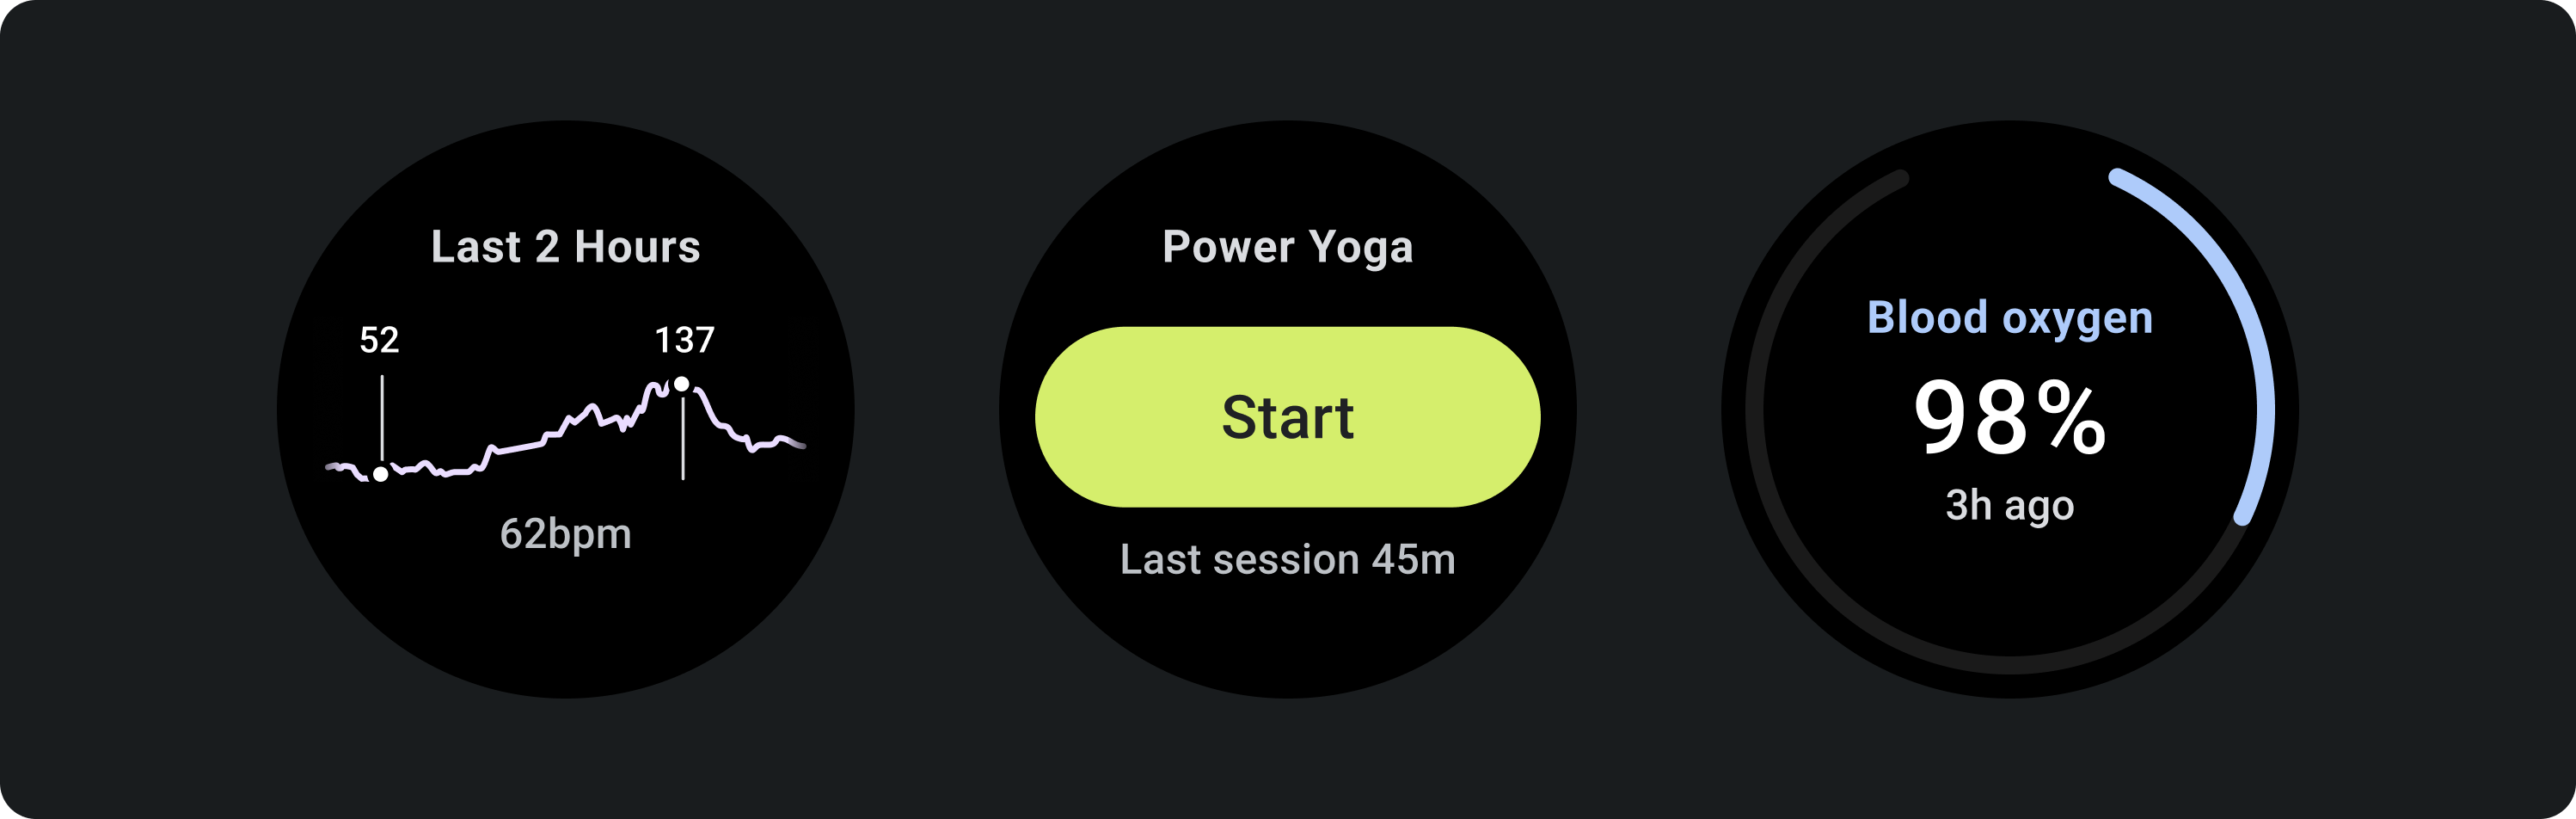 Last 2 Hours
52
137
62bpm
Power Yoga
Start
Last session 45m
Blood oxygen
98%
3h ago